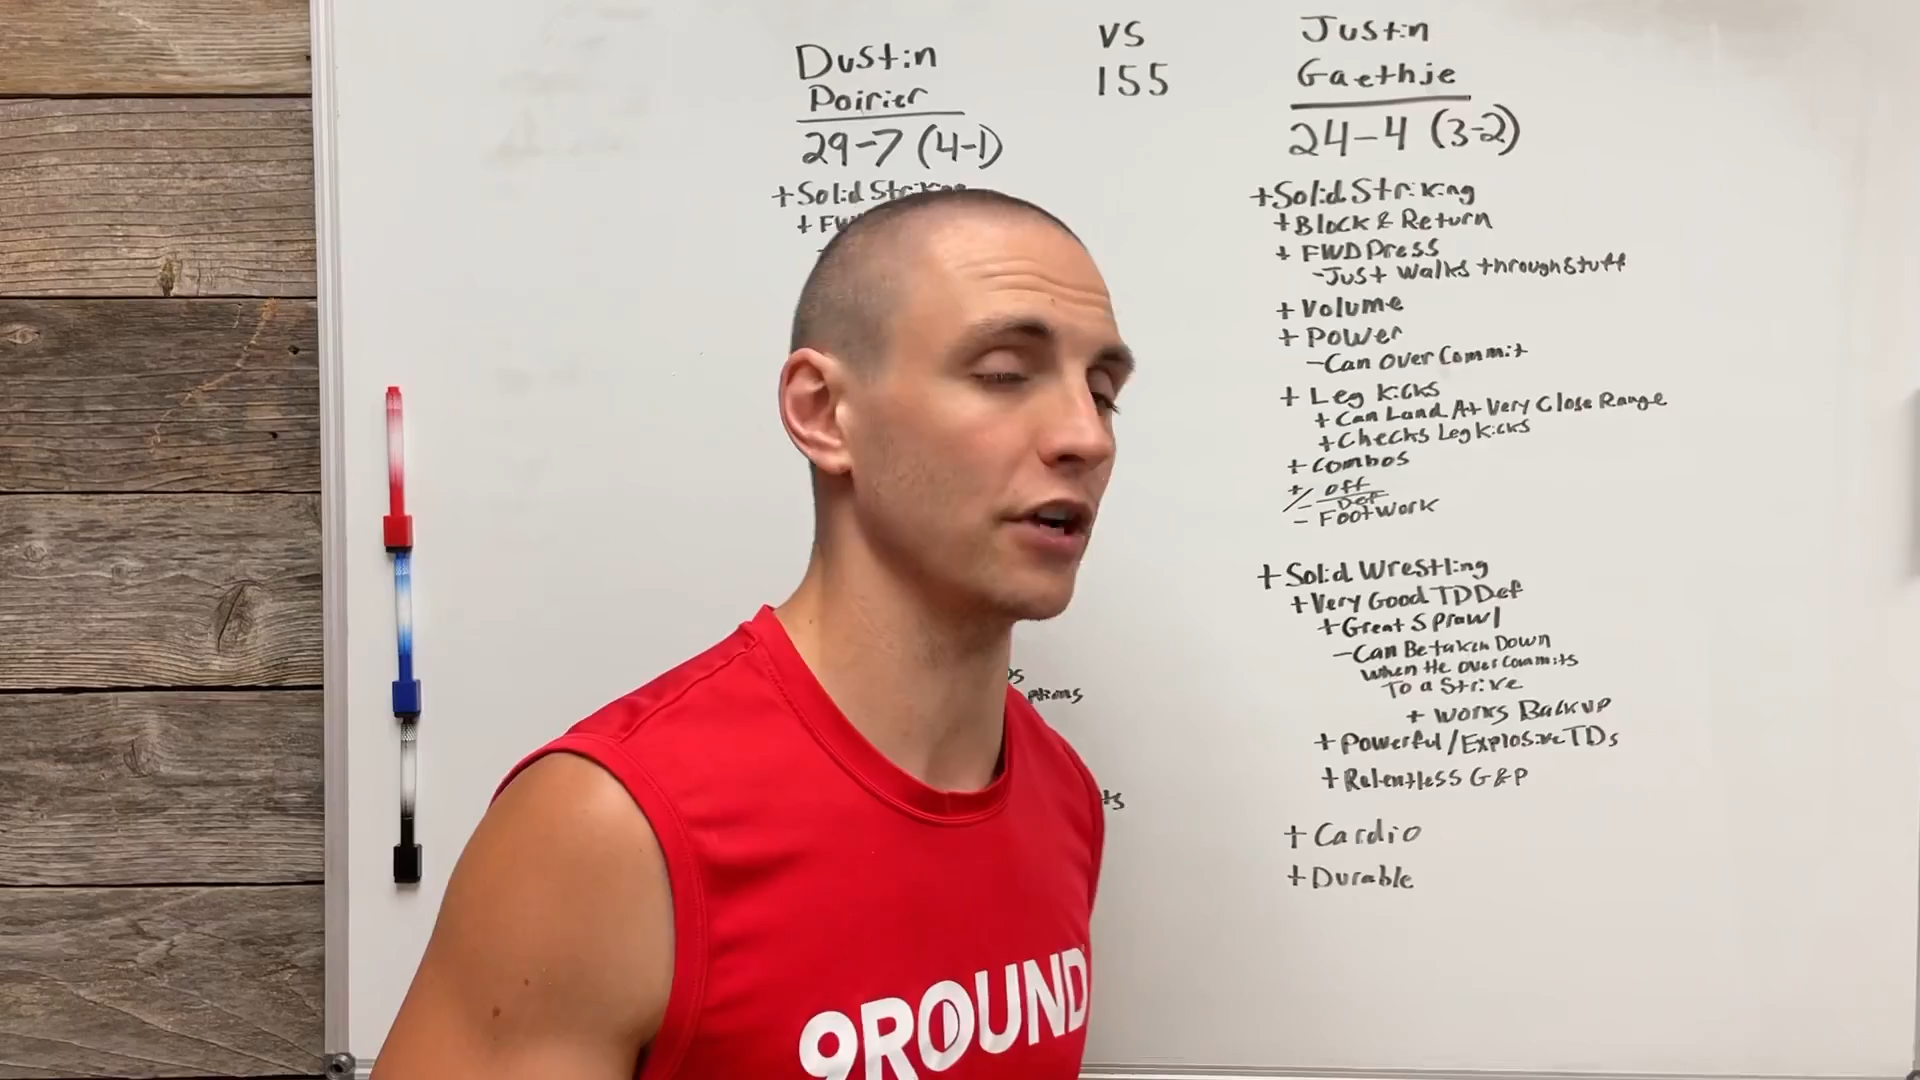 Dustin
Poirier
29-7 (4-1)
+Solid Striking
+ FW
VS
155
Justin
Gaethje
24-4 (3-2)
+Solid Striking
+Block & Return
+ FWD Press
-Just Walks through Stuff
+ Volume
+ Power
-Can Over Commit
+ Leg Kicks
+ Can Land At Very Close Range
+Checks Leg Kicks
+ Combos
+/- Off
Def
- Footwork
+ Solid Wrestling
+Very Good TD Def
+Great Sprawl
-Can Be taken Down
When He Over Commits
To a Strike
+ Works Back up
+ Powerful/Explosive TDs
+ Relentless G&P
+ Cardio
+ Durable
9ROUND